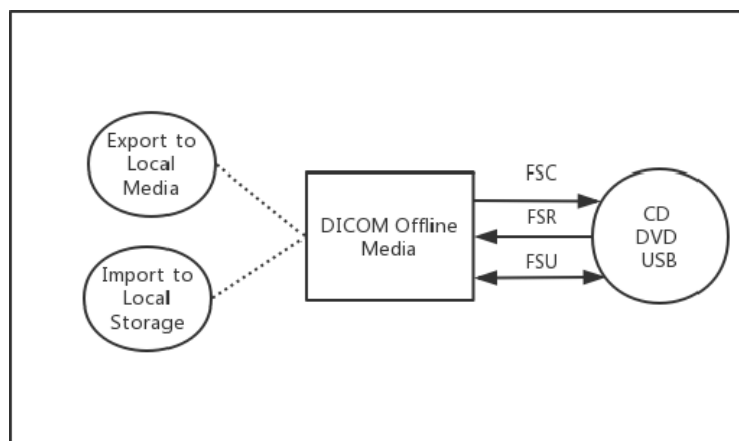 Export to
Local
Media
Import to
Local
Storage
DICOM Offline
Media
FSC
FSR
FSU
CD
DVD
USB